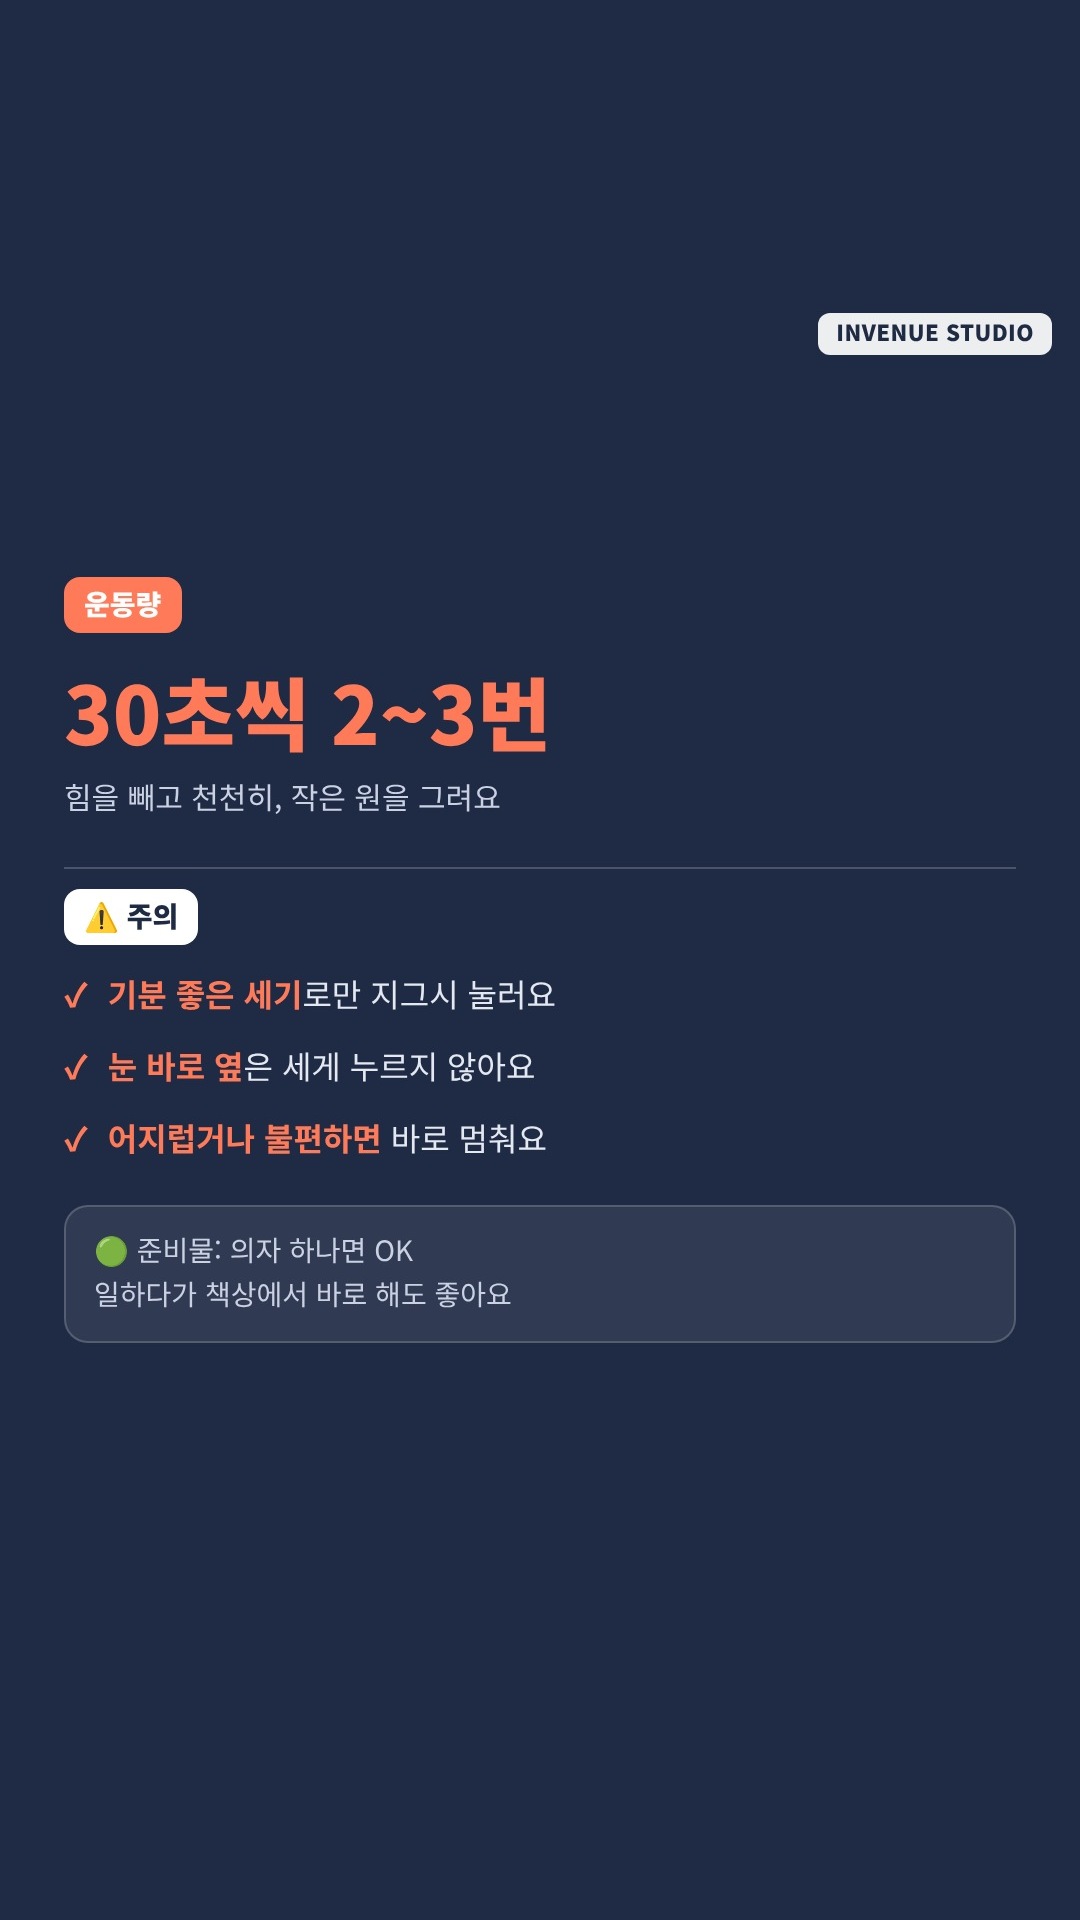 INVENUE STUDIO
운동량
30초씩 2~3번
힘을 빼고 천천히, 작은 원을 그려요
⚠️ 주의
✓ 기분 좋은 세기로만 지그시 눌러요
✓ 눈 바로 옆은 세게 누르지 않아요
✓ 어지럽거나 불편하면 바로 멈춰요
🟢 준비물: 의자 하나면 OK
일하다가 책상에서 바로 해도 좋아요